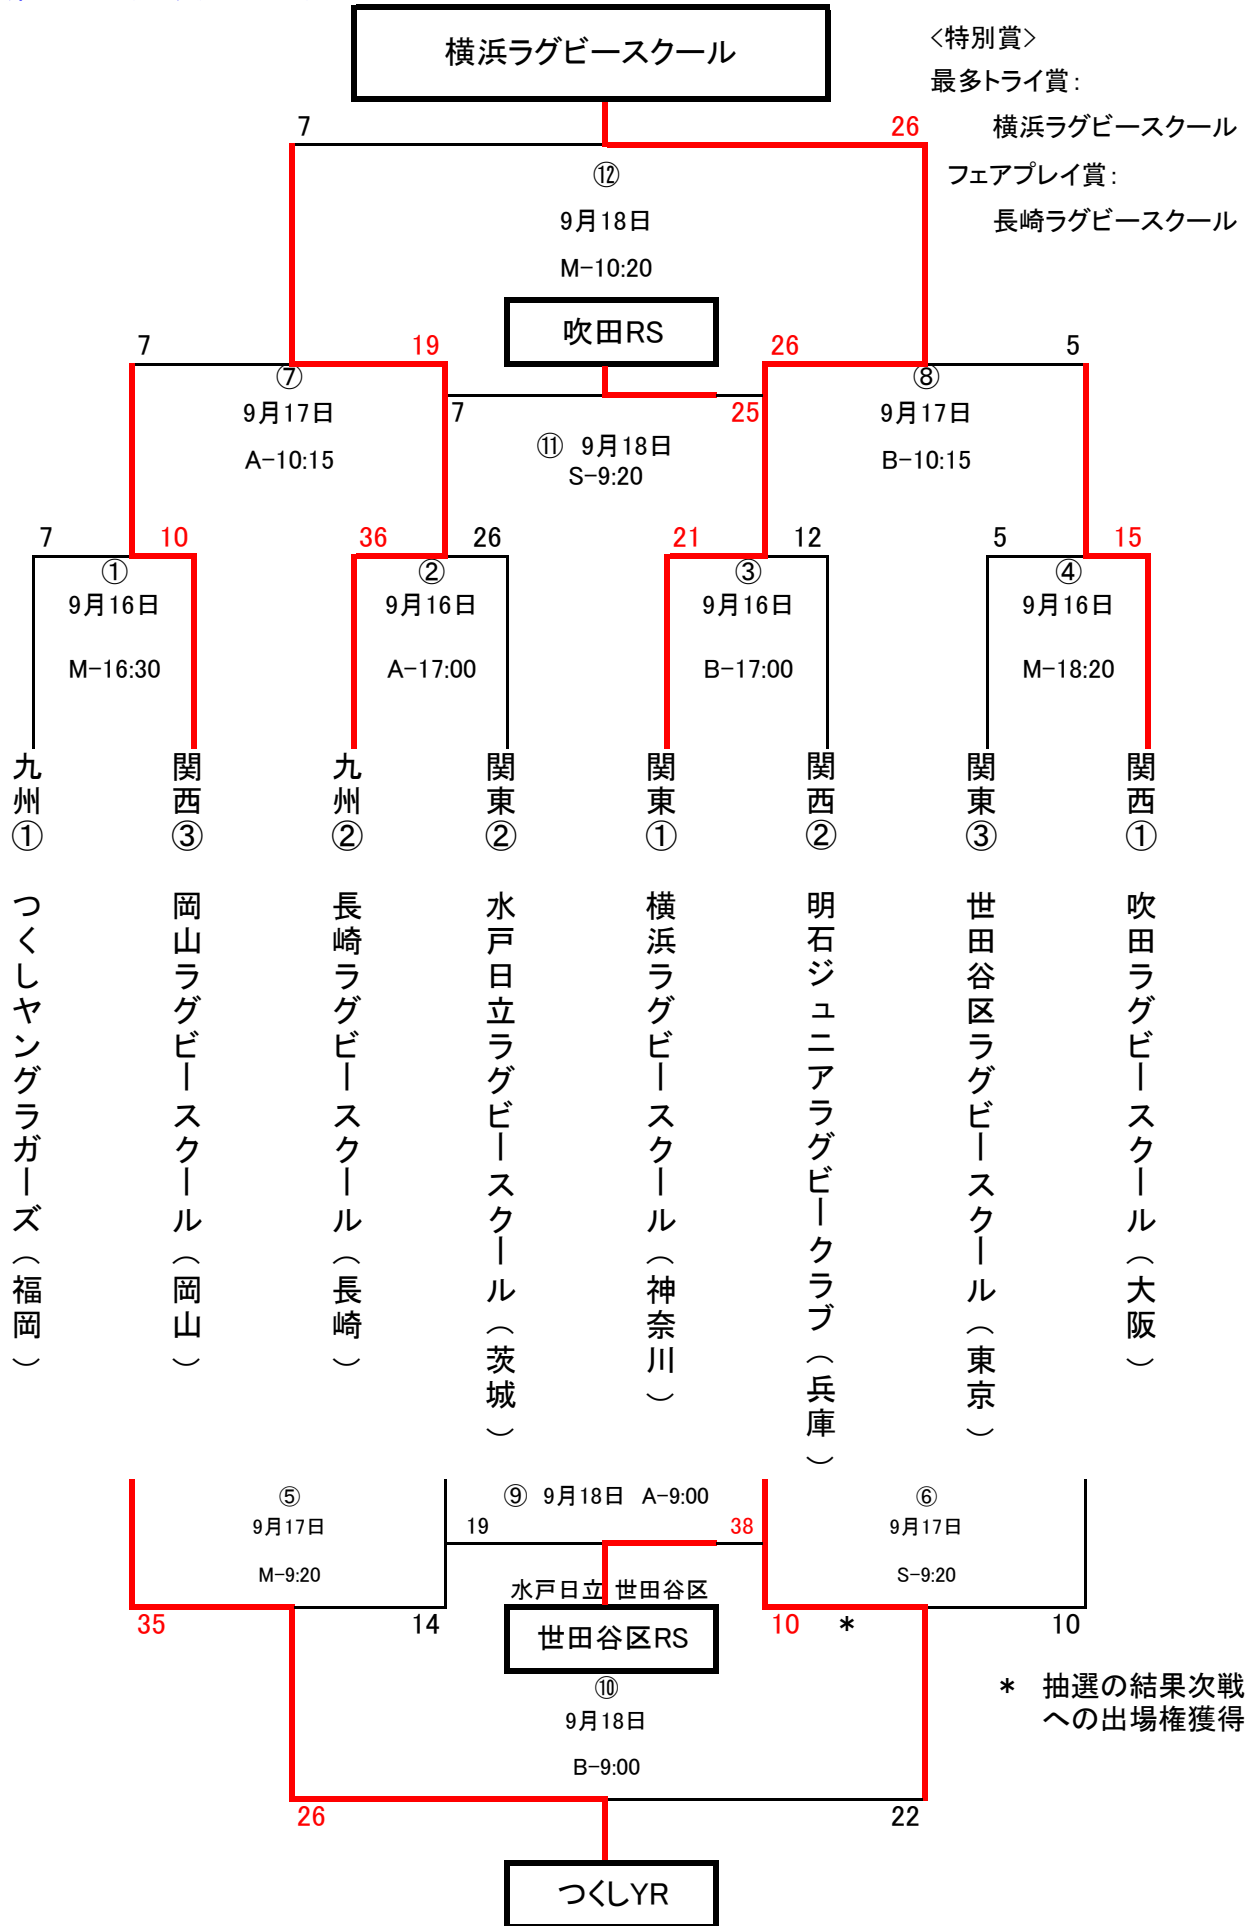 横浜ラグビースクール
<特別賞>
最多トライ賞:
横浜ラグビースクール
フェアプレイ賞:
長崎ラグビースクール
7
26
⑫
9月18日
M-10:20
吹田RS
7
19
26
5
⑦
9月17日
A-10:15
7
25
⑪ 9月18日
S-9:20
⑧
9月17日
B-10:15
7
10
36
26
21
12
5
15
①
9月16日
M-16:30
②
9月16日
A-17:00
③
9月16日
B-17:00
④
9月16日
M-18:20
九州① つくしヤングラガーズ(福岡)
関西③ 岡山ラグビースクール(岡山)
九州② 長崎ラグビースクール(長崎)
関東② 水戸日立ラグビースクール(茨城)
関東① 横浜ラグビースクール(神奈川)
関西② 明石ジュニアラグビークラブ(兵庫)
関東③ 世田谷区ラグビースクール(東京)
関西① 吹田ラグビースクール(大阪)
⑤
9月17日
M-9:20
⑨ 9月18日 A-9:00
19
38
⑥
9月17日
S-9:20
水戸日立 世田谷区
世田谷区RS
35
14
10 *
10
* 抽選の結果次戦
への出場権獲得
⑩
9月18日
B-9:00
26
22
つくしYR